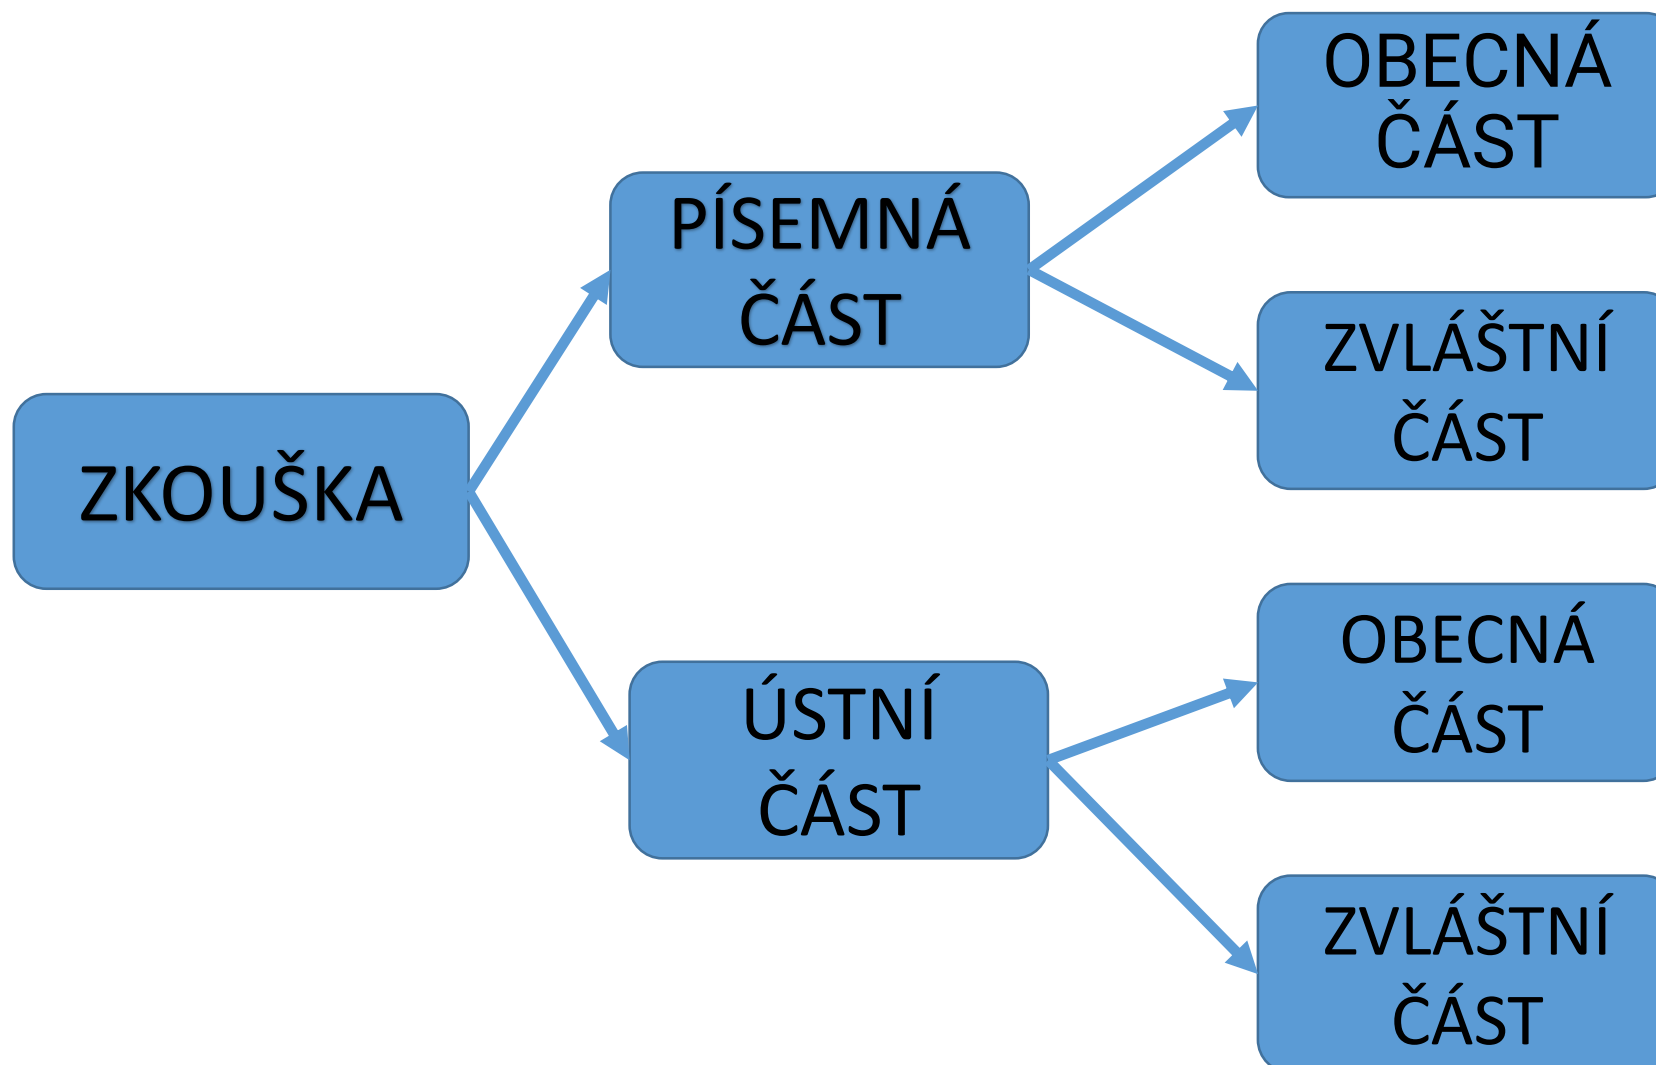 ZKOUŠKA
PÍSEMNÁ
ČÁST
OBECNÁ
ČÁST
ZVLÁŠTNÍ
ČÁST
ÚSTNÍ
ČÁST
OBECNÁ
ČÁST
ZVLÁŠTNÍ
ČÁST